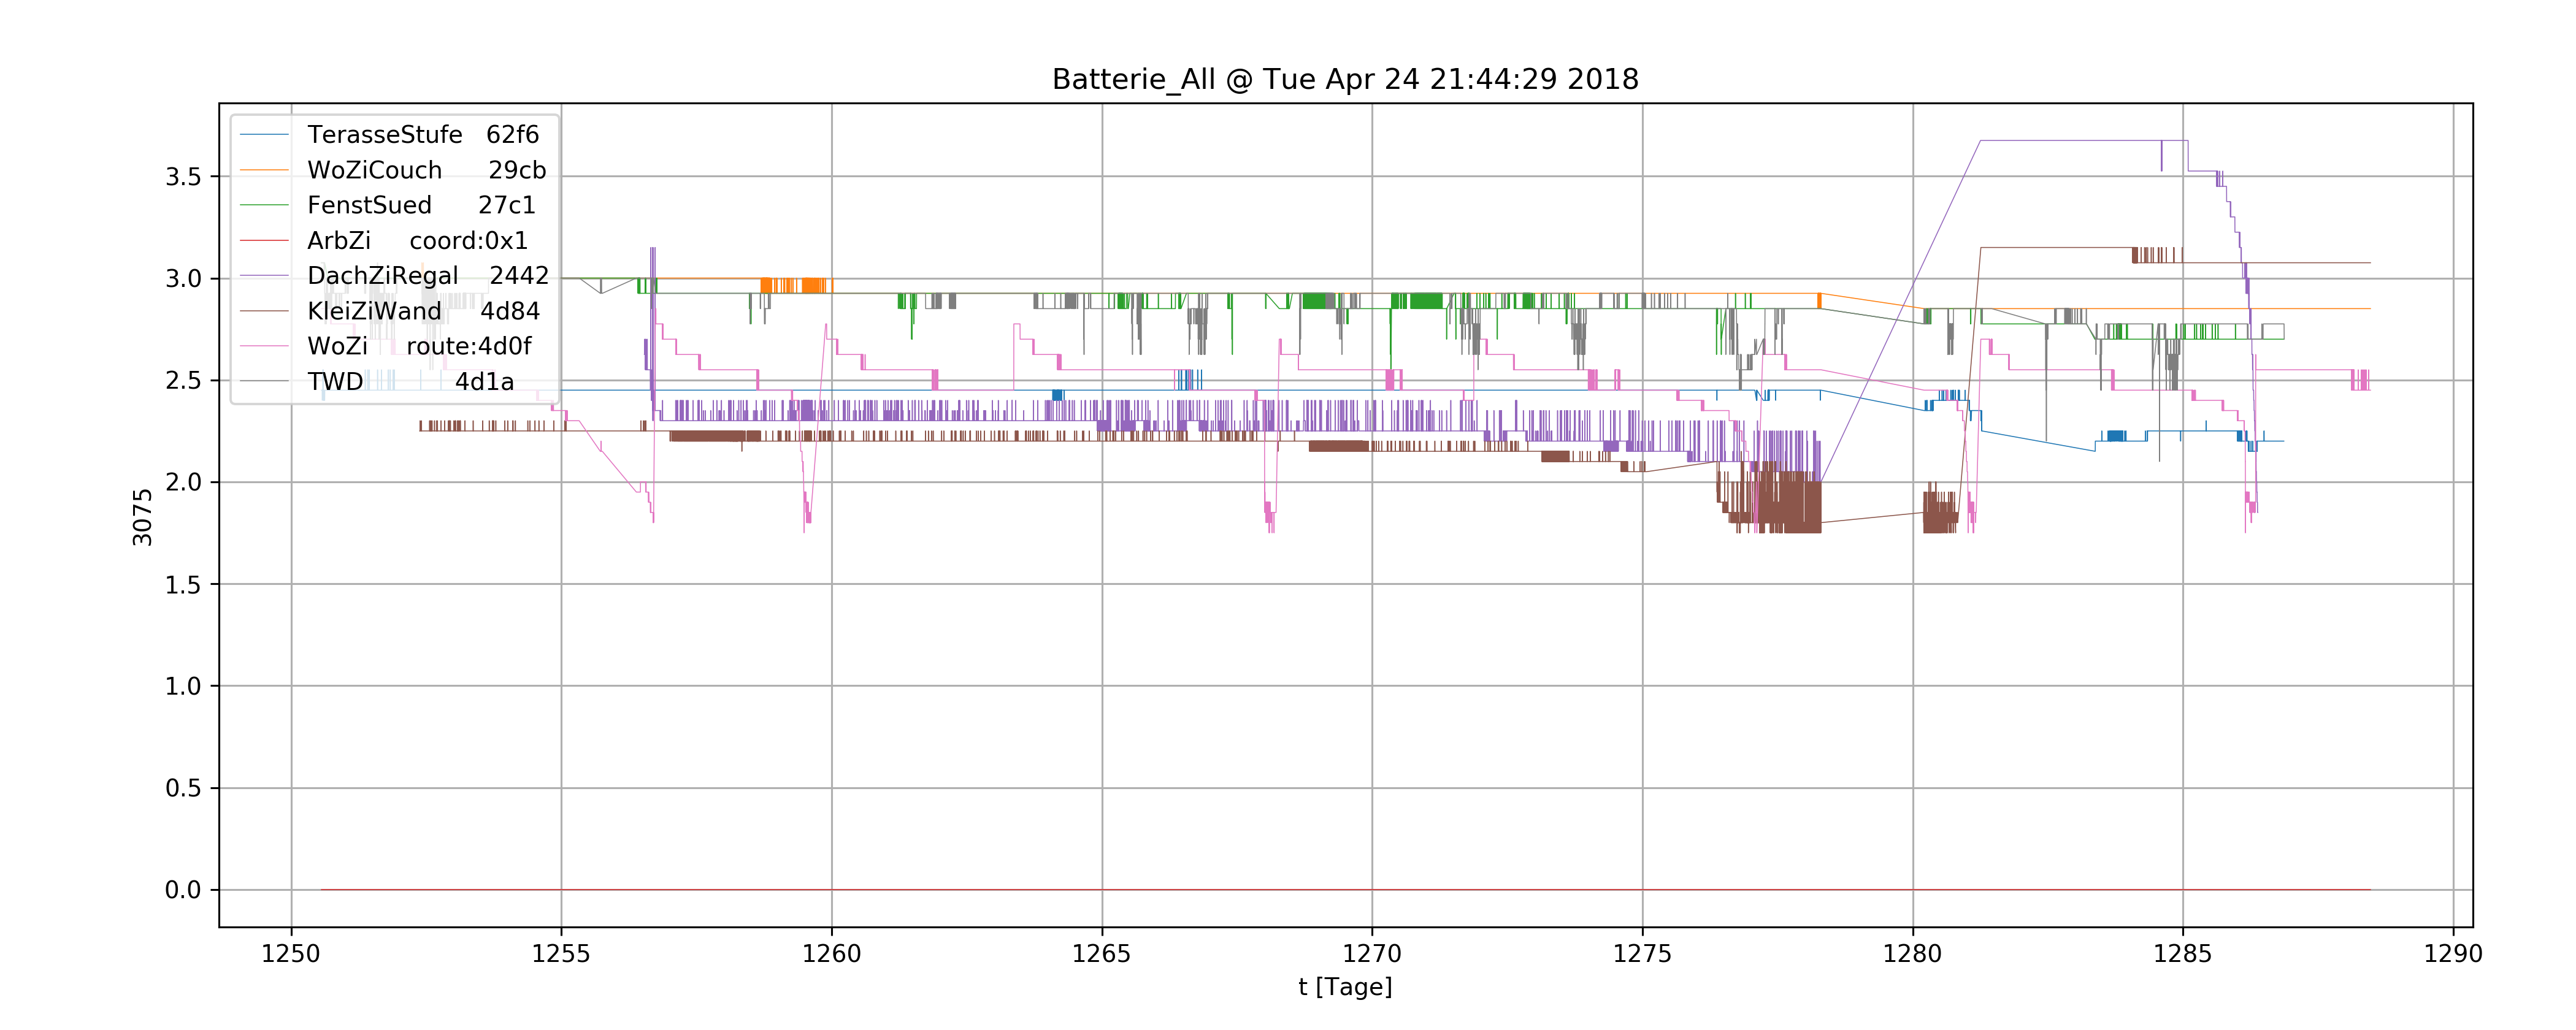 Batterie_All @ Tue Apr 24 21:44:29 2018
TerasseStufe 62f6
WoZiCouch 29cb
FenstSued 27c1
ArbZi coord:0x1
DachZiRegal 2442
KleiZiWand 4d84
WoZi route:4d0f
TWD 4d1a
3.5
3.0
2.5
2.0
1.5
1.0
0.5
0.0
3075
1250 1255 1260 1265 1270 1275 1280 1285 1290
t [Tage]